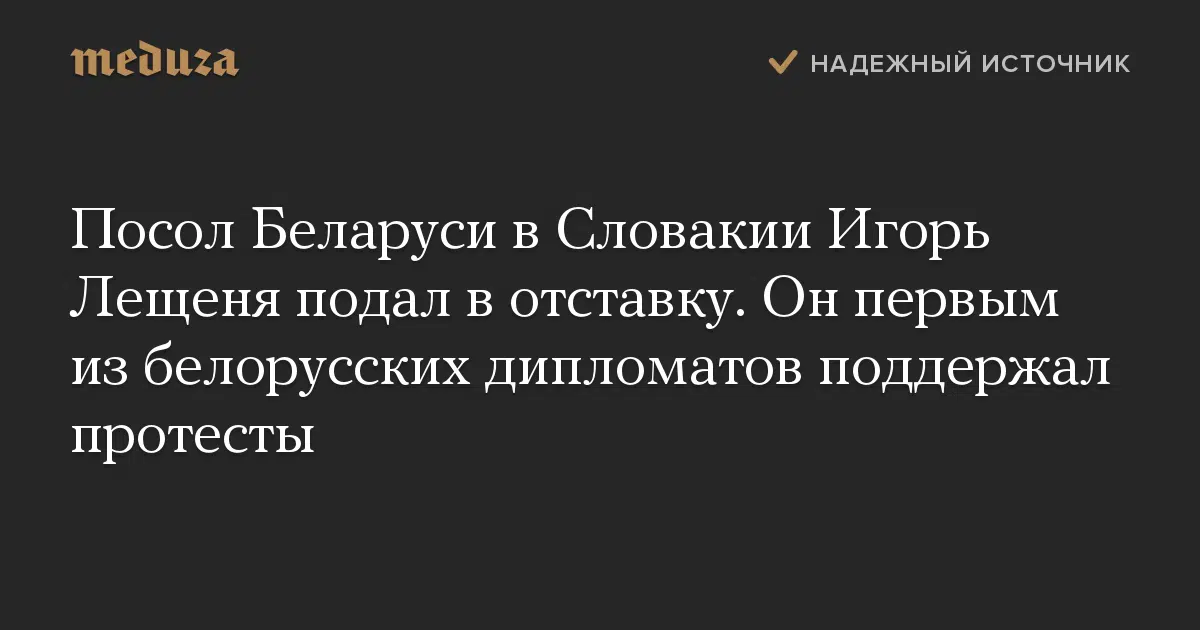 meduza
НАДЕЖНЫЙ ИСТОЧНИК
Посол Беларуси в Словакии Игорь
Лещеня подал в отставку. Он первым
из белорусских дипломатов поддержал
протесты